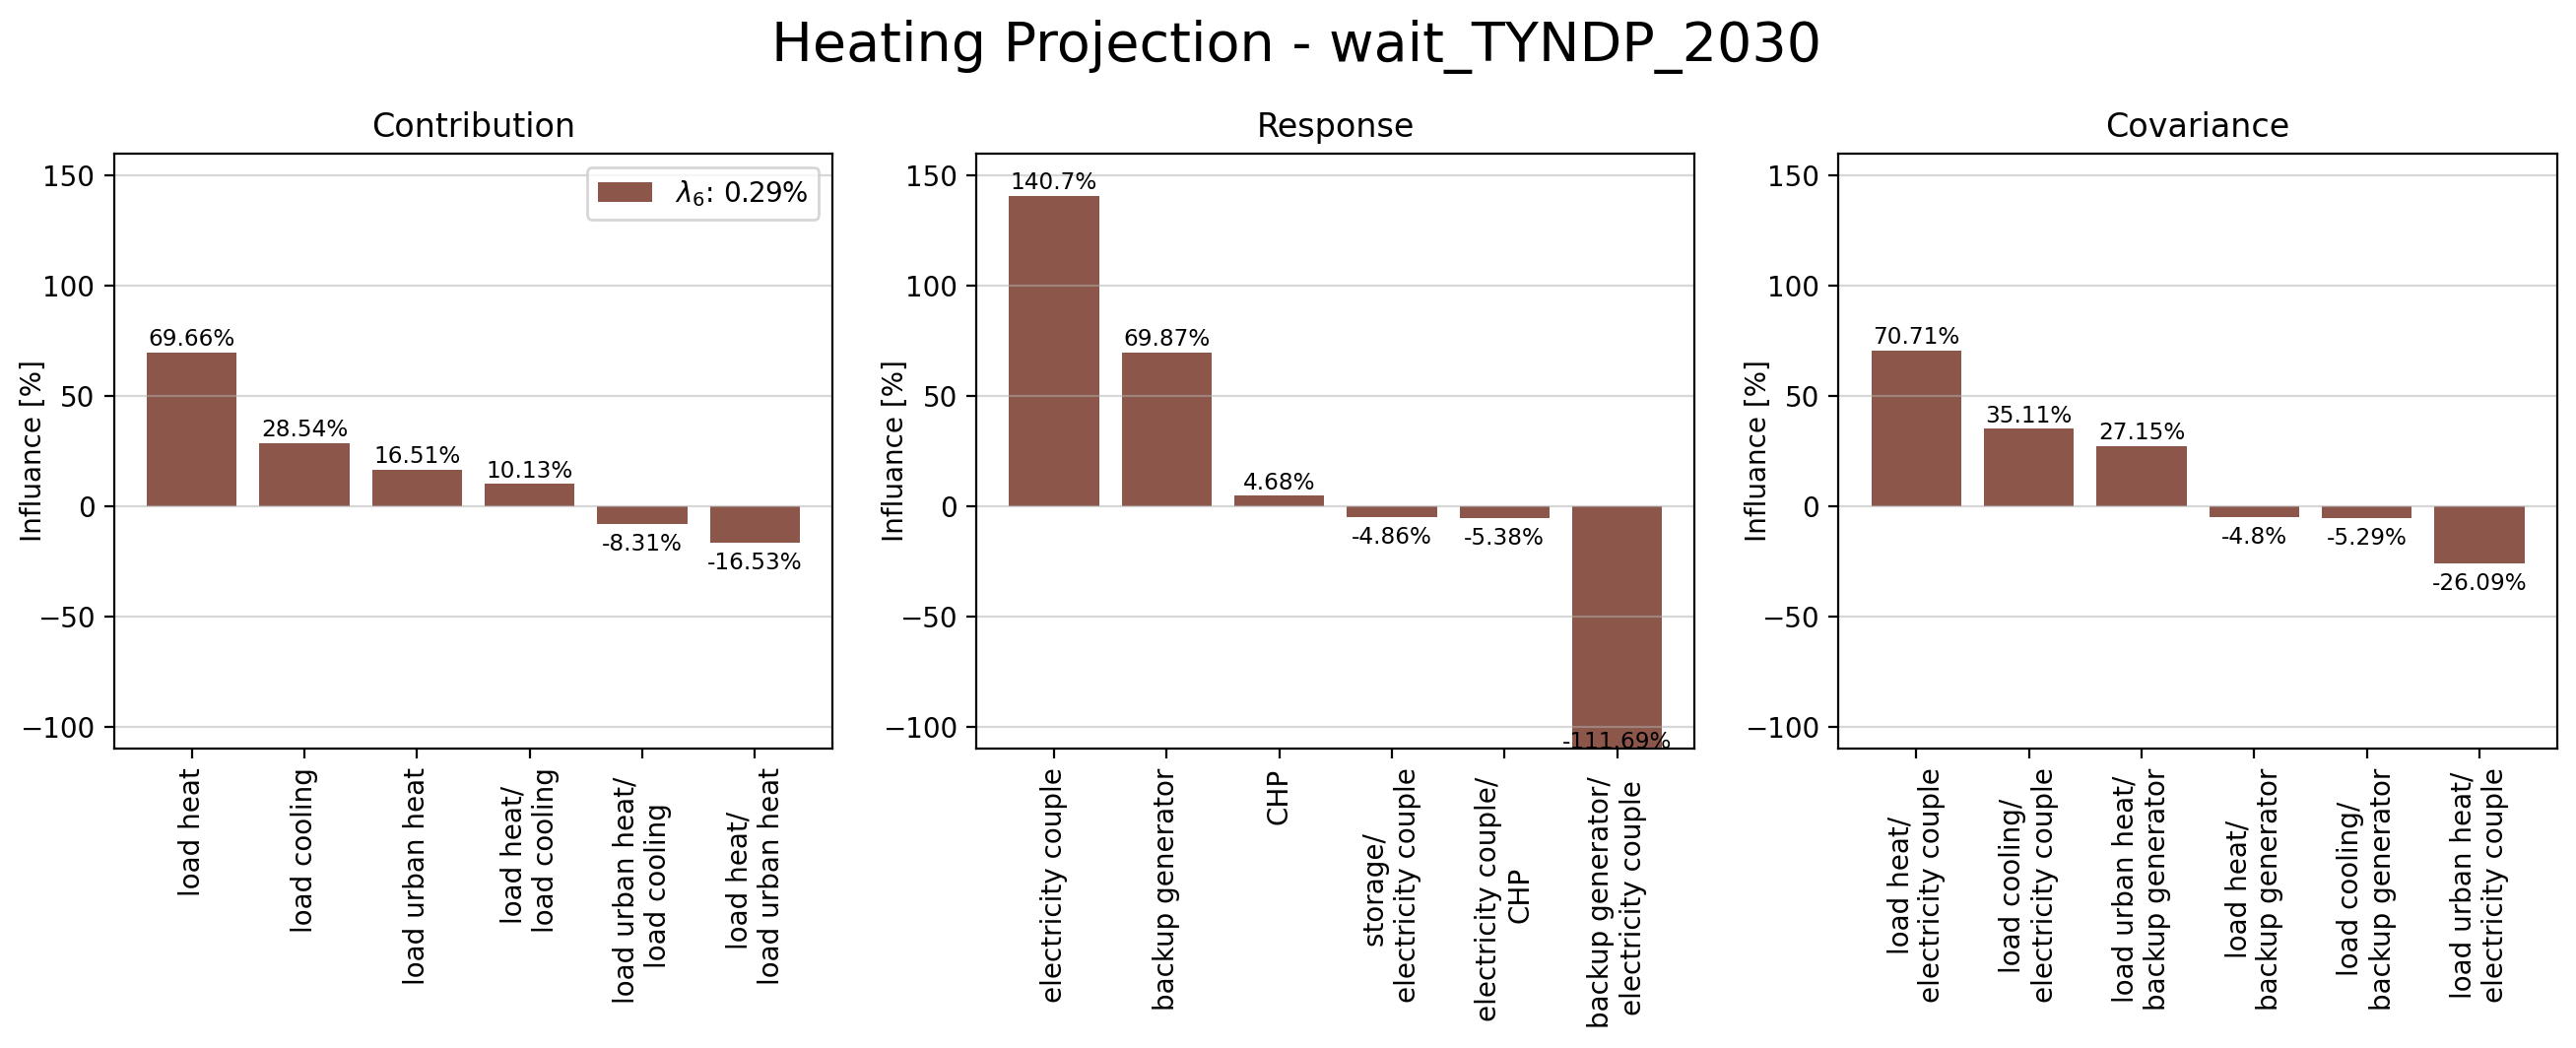 Heating Projection - wait_TYNDP_2030
Contribution
λ6: 0.29%
Influance [%]
150
100
50
0
−50
−100
69.66%
28.54%
16.51%
10.13%
-8.31%
-16.53%
load heat
load cooling
load urban heat
load heat/
load cooling
load urban heat/
load cooling
load heat/
load urban heat
Response
Influance [%]
150
100
50
0
−50
−100
140.7%
69.87%
4.68%
-4.86%
-5.38%
-111.69%
electricity couple
backup generator
CHP
storage/
electricity couple
electricity couple/
CHP
backup generator/
electricity couple
Covariance
Influance [%]
150
100
50
0
−50
−100
70.71%
35.11%
27.15%
-4.8%
-5.29%
-26.09%
load heat/
electricity couple
load cooling/
electricity couple
load urban heat/
backup generator
load heat/
backup generator
load cooling/
backup generator
load urban heat/
electricity couple